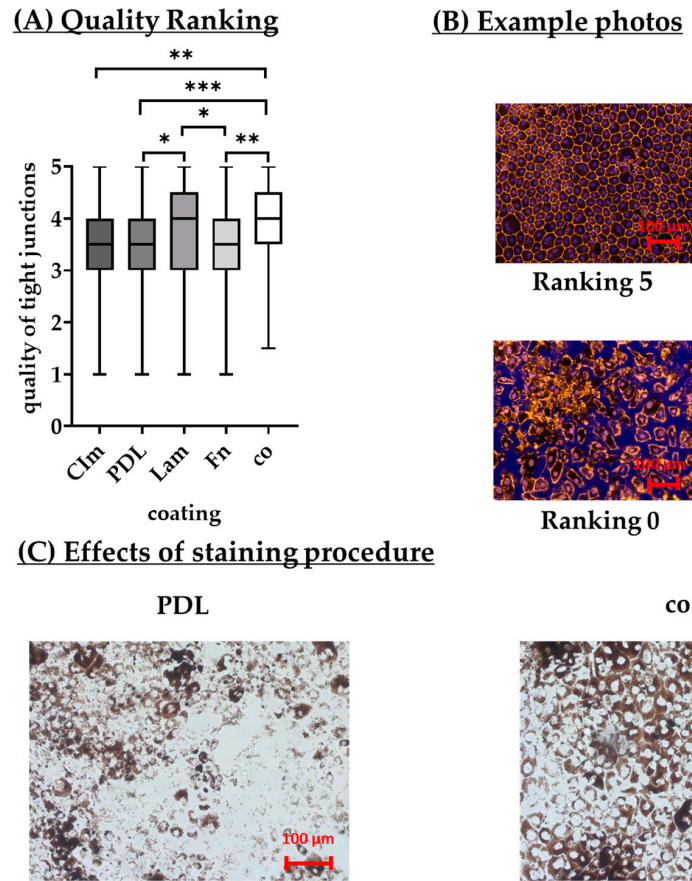 (A) Quality Ranking
**
***
*
*
**
5
4
3
2
1
0
quality of tight junctions
CIm
PDL
Lam
Fn
co
coating
(B) Example photos
100 µm
Ranking 5
100 µm
Ranking 0
(C) Effects of staining procedure
PDL
co
100 µm